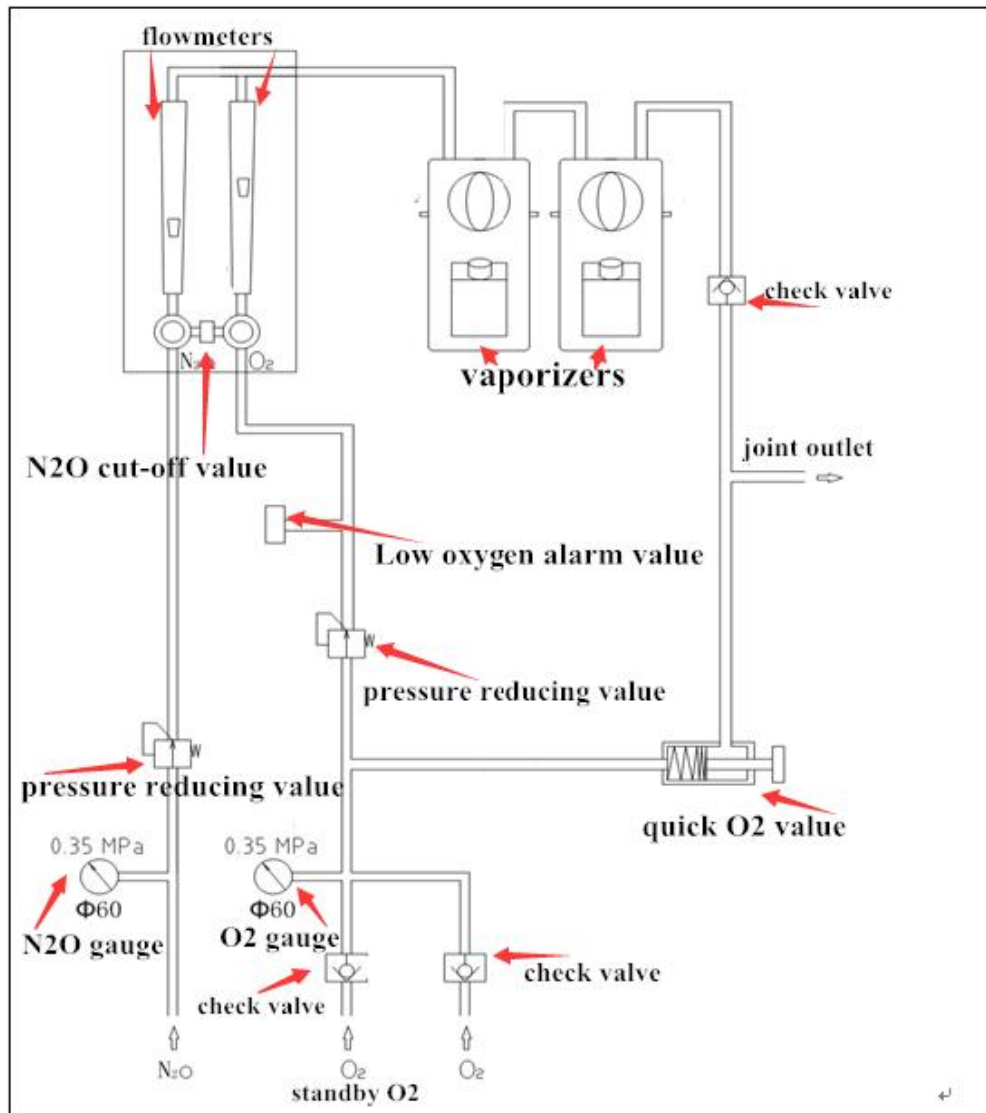 flowmeters
check valve
N2O
O2
vaporizers
joint outlet
N2O cut-off value
Low oxygen alarm value
W
pressure reducing value
W
pressure reducing value
quick O2 value
0.35 MPa
0.35 MPa
Φ60
Φ60
N2O gauge
O2 gauge
check valve
check valve
N2O
O2
O2
standby O2